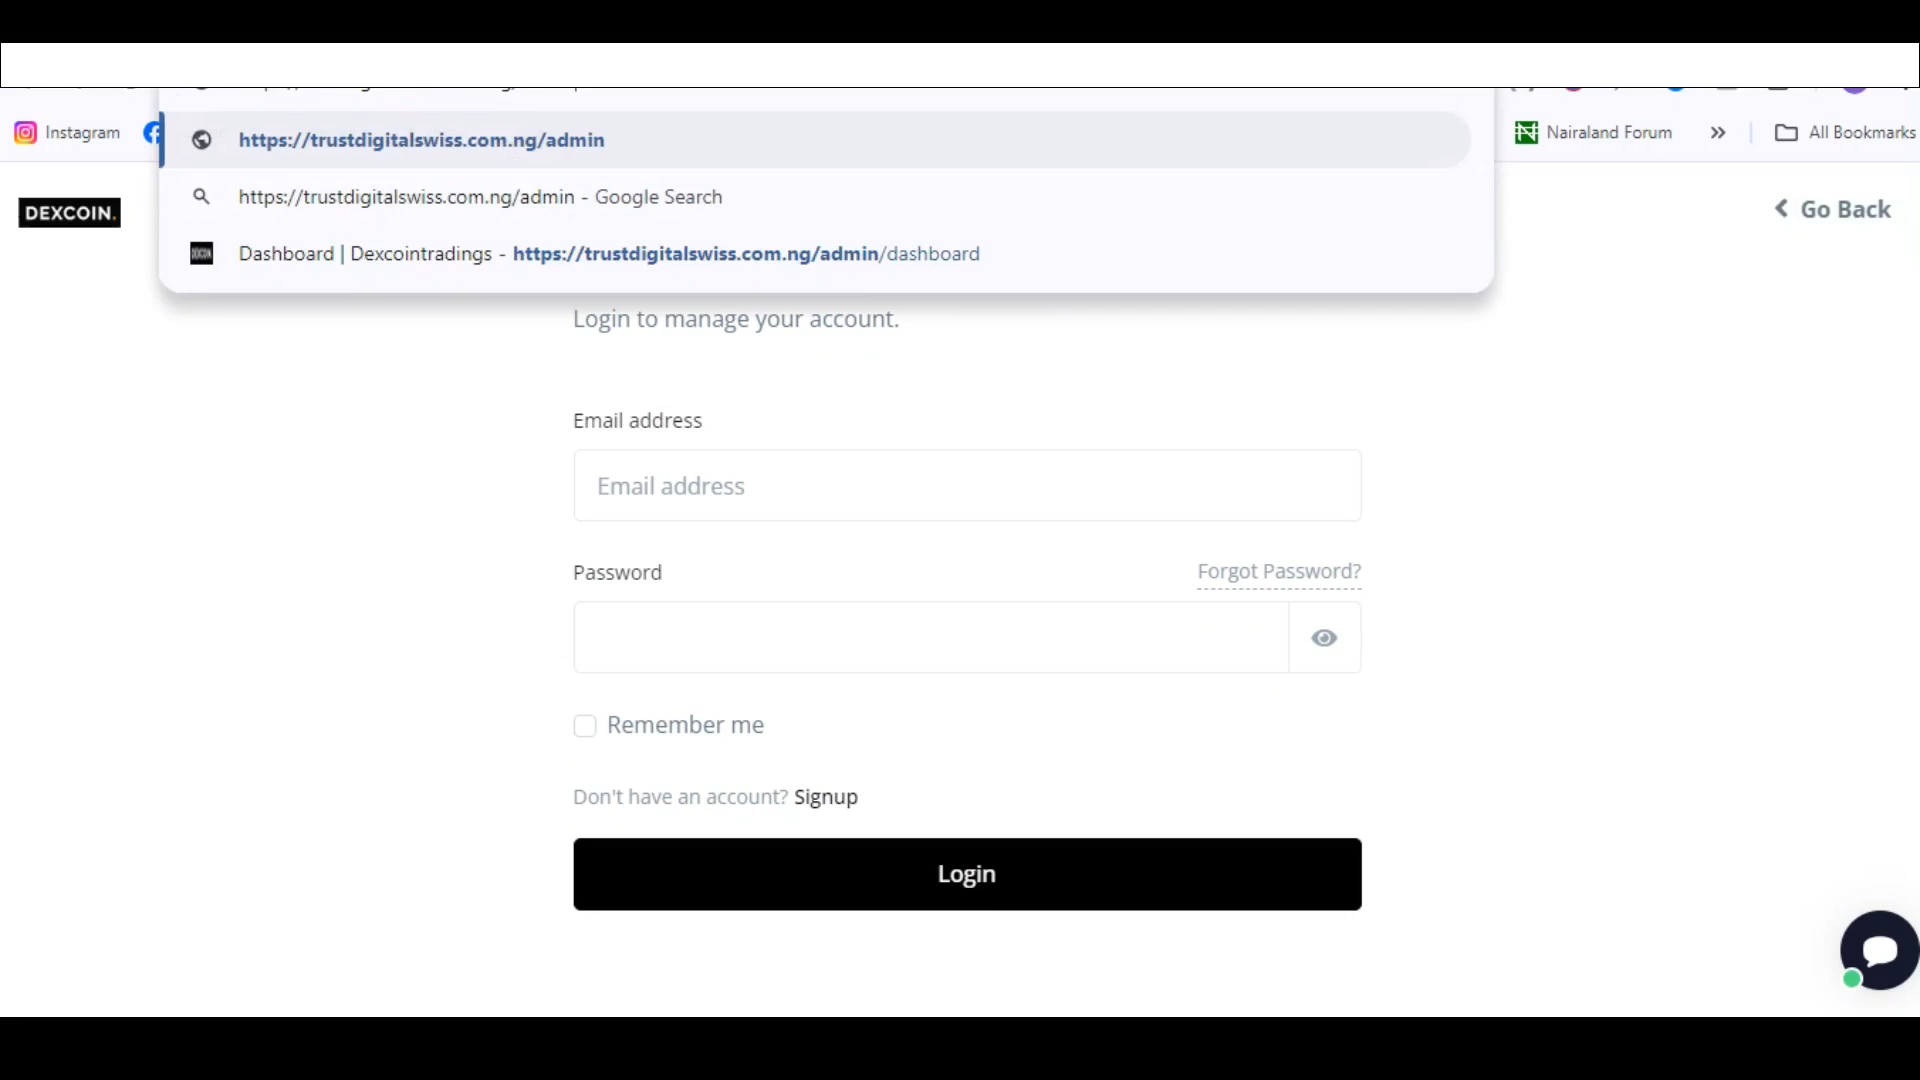 Instagram
https://trustdigitalswiss.com.ng/admin
Nairaland Forum
»
All Bookmarks
https://trustdigitalswiss.com.ng/admin - Google Search
DEXCOIN.
Go Back
Dashboard | Dexcointradings - https://trustdigitalswiss.com.ng/admin/dashboard
Login to manage your account.
Email address
Email address
Password
Forgot Password?
Remember me
Don't have an account? Signup
Login